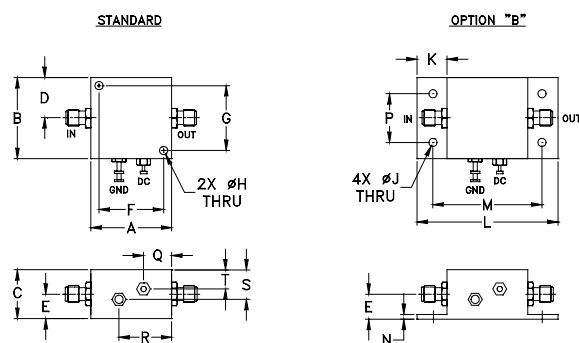 STANDARD
OPTION "B"
K
D
B
G
IN
OUT
P
IN
OUT
GND
DC
2X øH
THRU
F
A
4X øJ
THRU
GND
DC
M
L
Q
T
S
C
E
R
E
N